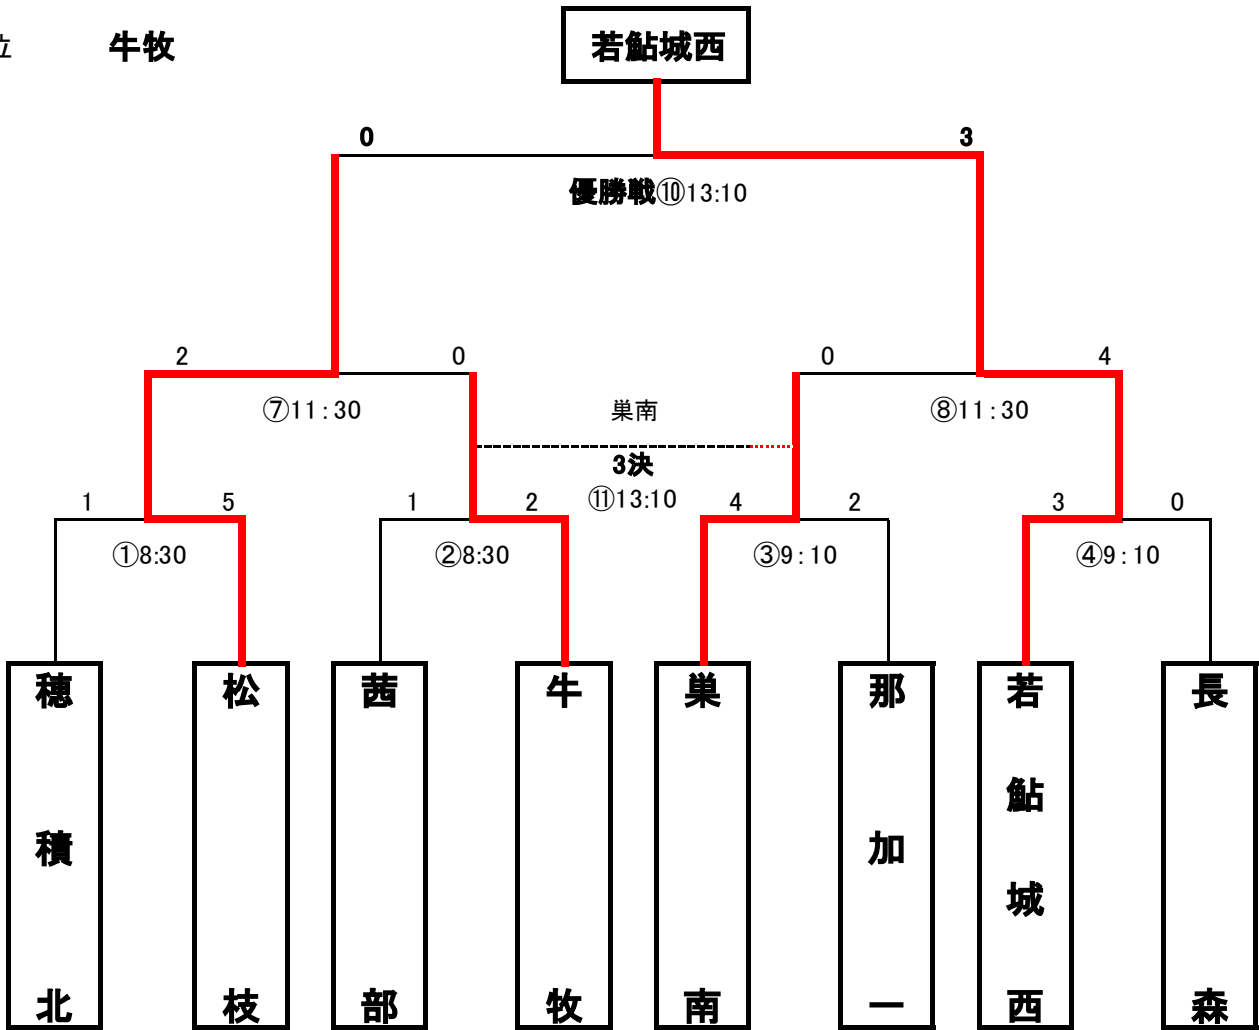 位 牛牧
若鮎城西
0 3
優勝戦⑩13:10
2 0 0 4
⑦11:30 巣南 ⑧11:30
3決
1 5 1 2 ⑪13:10 4 2 3 0
①8:30 ②8:30 ③9:10 ④9:10
穂積北
松枝
茜部
牛牧
巣南
那加一
若鮎城西
長森